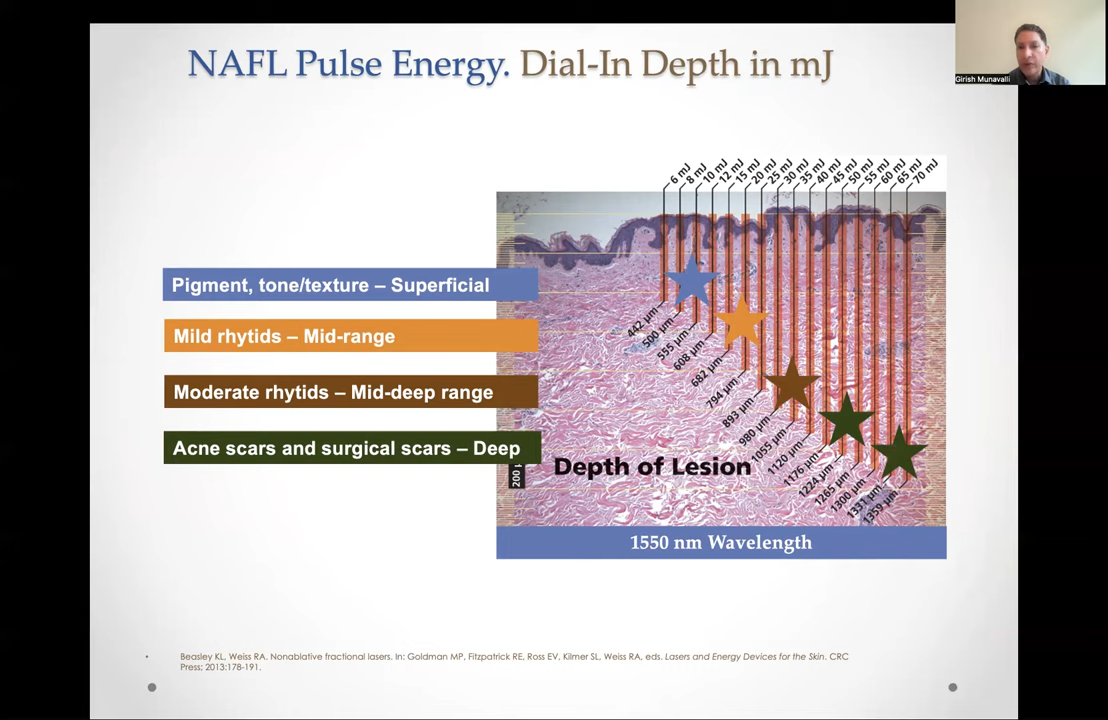 NAFL Pulse Energy. Dial-In Depth in mJ
Girish Munavalli
6 mJ
8 mJ
10 mJ
12 mJ
15 mJ
20 mJ
25 mJ
30 mJ
35 mJ
40 mJ
45 mJ
50 mJ
55 mJ
60 mJ
65 mJ
70 mJ
Pigment, tone/texture – Superficial
Mild rhytids – Mid-range
Moderate rhytids – Mid-deep range
Acne scars and surgical scars – Deep
442 µm
500 µm
555 µm
608 µm
682 µm
794 µm
893 µm
980 µm
1055 µm
1120 µm
1176 µm
1224 µm
1265 µm
1300 µm
1331 µm
1359 µm
200
Depth of Lesion
1550 nm Wavelength
Beasley KL, Weiss RA. Nonablative fractional lasers. In: Goldman MP, Fitzpatrick RE, Ross EV, Kilmer SL, Weiss RA, eds. Lasers and Energy Devices for the Skin. CRC
Press; 2013:178-191.